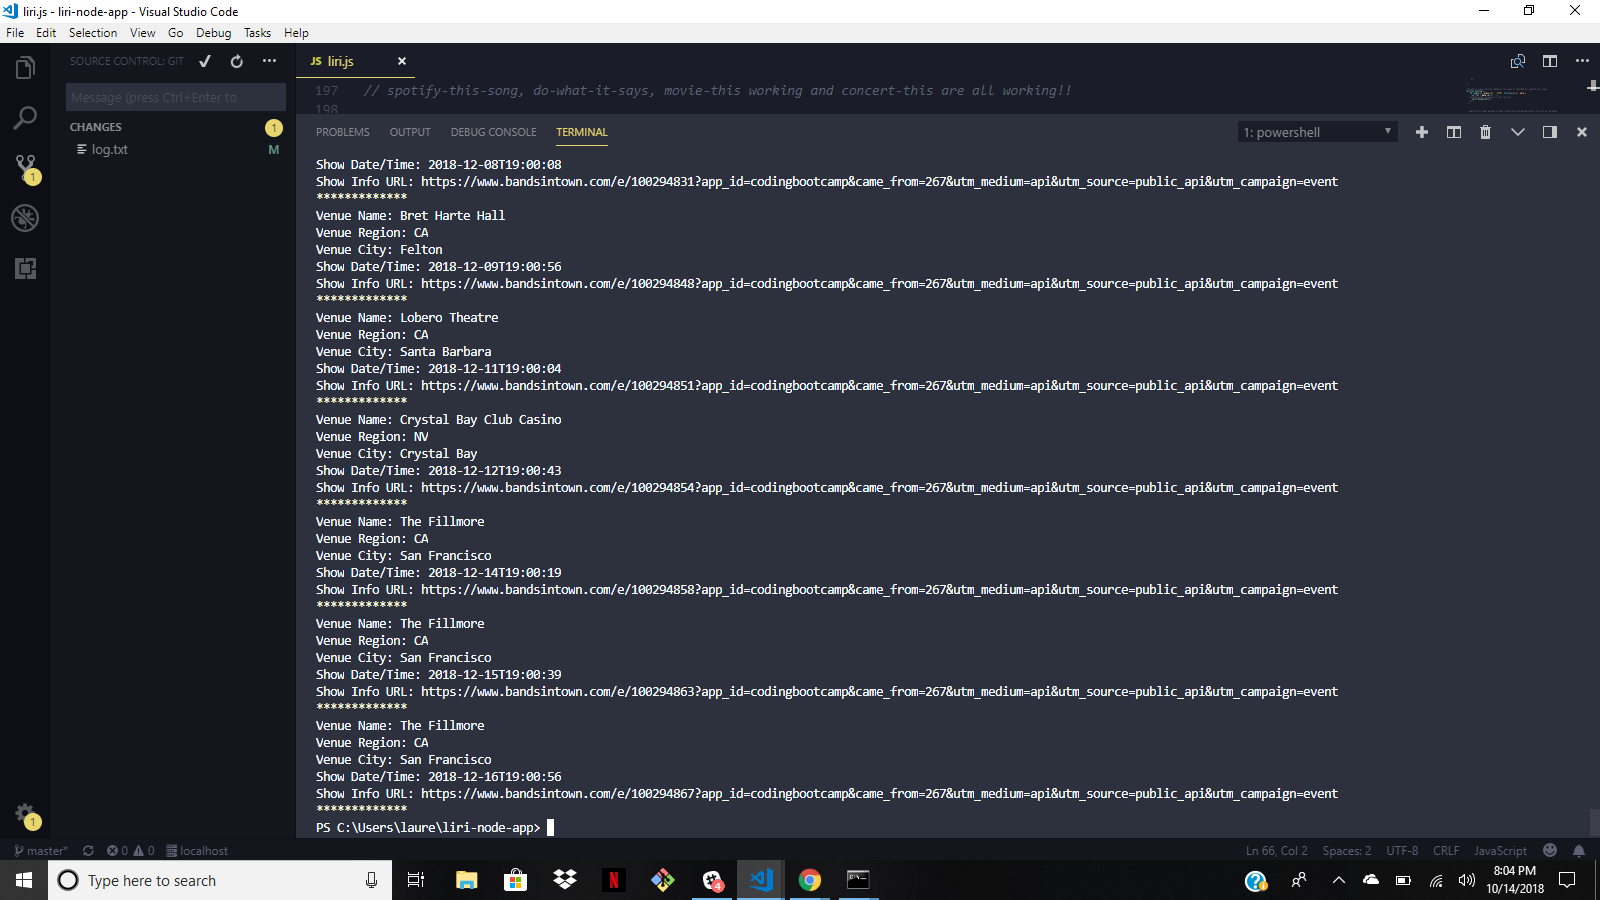 liri.js - liri-node-app - Visual Studio Code
File Edit Selection View Go Debug Tasks Help
SOURCE CONTROL: GIT
JS liri.js
Message (press Ctrl+Enter to
CHANGES 1
log.txt M
197 // spotify-this-song, do-what-it-says, movie-this working and concert-this are all working!!
198
PROBLEMS OUTPUT DEBUG CONSOLE TERMINAL 1: powershell
Show Date/Time: 2018-12-08T19:00:08
Show Info URL: https://www.bandsintown.com/e/100294831?app_id=codingbootcamp&came_from=267&utm_medium=api&utm_source=public_api&utm_campaign=event
*************
Venue Name: Bret Harte Hall
Venue Region: CA
Venue City: Felton
Show Date/Time: 2018-12-09T19:00:56
Show Info URL: https://www.bandsintown.com/e/100294848?app_id=codingbootcamp&came_from=267&utm_medium=api&utm_source=public_api&utm_campaign=event
*************
Venue Name: Lobero Theatre
Venue Region: CA
Venue City: Santa Barbara
Show Date/Time: 2018-12-11T19:00:04
Show Info URL: https://www.bandsintown.com/e/100294851?app_id=codingbootcamp&came_from=267&utm_medium=api&utm_source=public_api&utm_campaign=event
*************
Venue Name: Crystal Bay Club Casino
Venue Region: NV
Venue City: Crystal Bay
Show Date/Time: 2018-12-12T19:00:43
Show Info URL: https://www.bandsintown.com/e/100294854?app_id=codingbootcamp&came_from=267&utm_medium=api&utm_source=public_api&utm_campaign=event
*************
Venue Name: The Fillmore
Venue Region: CA
Venue City: San Francisco
Show Date/Time: 2018-12-14T19:00:19
Show Info URL: https://www.bandsintown.com/e/100294858?app_id=codingbootcamp&came_from=267&utm_medium=api&utm_source=public_api&utm_campaign=event
*************
Venue Name: The Fillmore
Venue Region: CA
Venue City: San Francisco
Show Date/Time: 2018-12-15T19:00:39
Show Info URL: https://www.bandsintown.com/e/100294863?app_id=codingbootcamp&came_from=267&utm_medium=api&utm_source=public_api&utm_campaign=event
*************
Venue Name: The Fillmore
Venue Region: CA
Venue City: San Francisco
Show Date/Time: 2018-12-16T19:00:56
Show Info URL: https://www.bandsintown.com/e/100294867?app_id=codingbootcamp&came_from=267&utm_medium=api&utm_source=public_api&utm_campaign=event
*************
PS C:\Users\laure\liri-node-app>
1
1
master* 0 0 localhost Ln 66, Col 2 Spaces: 2 UTF-8 CRLF JavaScript
Type here to search
N
4
8:04 PM
10/14/2018